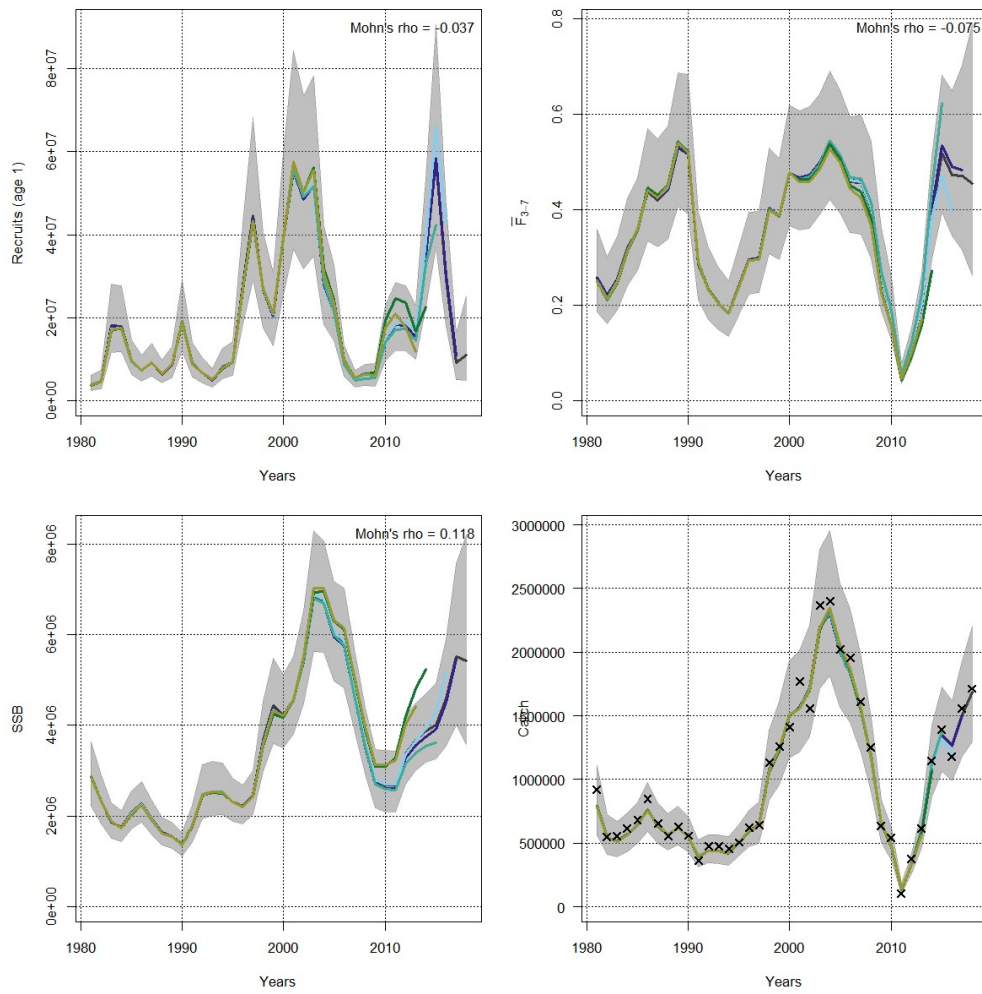 Mohn's rho = -0.037
Recruits (age 1)
8e+07
6e+07
4e+07
2e+07
0e+00
1980 1990 2000 2010
Years
Mohn's rho = -0.075
F̅3−7
0.8
0.6
0.4
0.2
0.0
1980 1990 2000 2010
Years
Mohn's rho = 0.118
SSB
8e+06
6e+06
4e+06
2e+06
0e+00
1980 1990 2000 2010
Years
Catch
3000000
2500000
2000000
1500000
1000000
500000
0
1980 1990 2000 2010
Years